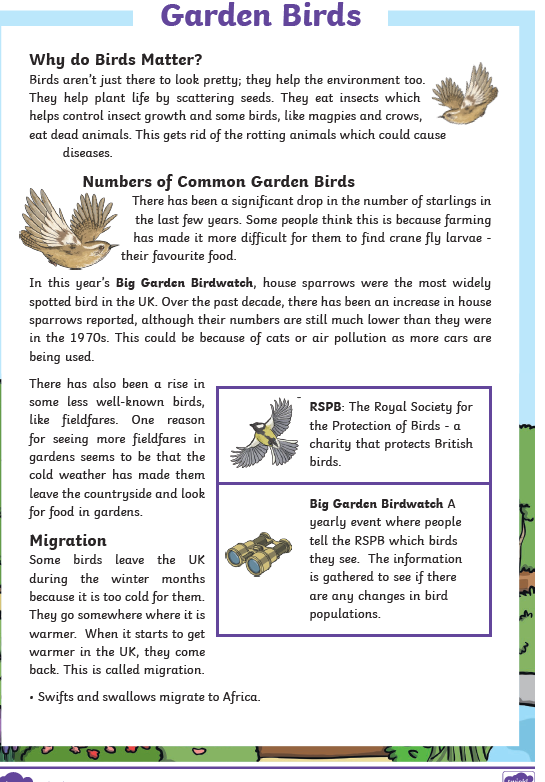 Garden Birds
Why do Birds Matter?
Birds aren't just there to look pretty; they help the environment too.
They help plant life by scattering seeds. They eat insects which
helps control insect growth and some birds, like magpies and crows,
eat dead animals. This gets rid of the rotting animals which could cause
diseases.
Numbers of Common Garden Birds
There has been a significant drop in the number of starlings in
the last few years. Some people think this is because farming
has made it more difficult for them to find crane fly larvae -
their favourite food.
In this year's Big Garden Birdwatch, house sparrows were the most widely
spotted bird in the UK. Over the past decade, there has been an increase in house
sparrows reported, although their numbers are still much lower than they were
in the 1970s. This could be because of cats or air pollution as more cars are
being used.
There has also been a rise in
some less well-known birds,
like fieldfares. One reason
for seeing more fieldfares in
gardens seems to be that the
cold weather has made them
leave the countryside and look
for food in gardens.
Migration
Some birds leave the UK
during the winter months
because it is too cold for them.
They go somewhere where it is
warmer. When it starts to get
warmer in the UK, they come
back. This is called migration.
• Swifts and swallows migrate to Africa.
RSPB: The Royal Society for
the Protection of Birds - a
charity that protects British
birds.
Big Garden Birdwatch A
yearly event where people
tell the RSPB which birds
they see. The information
is gathered to see if there
are any changes in bird
populations.